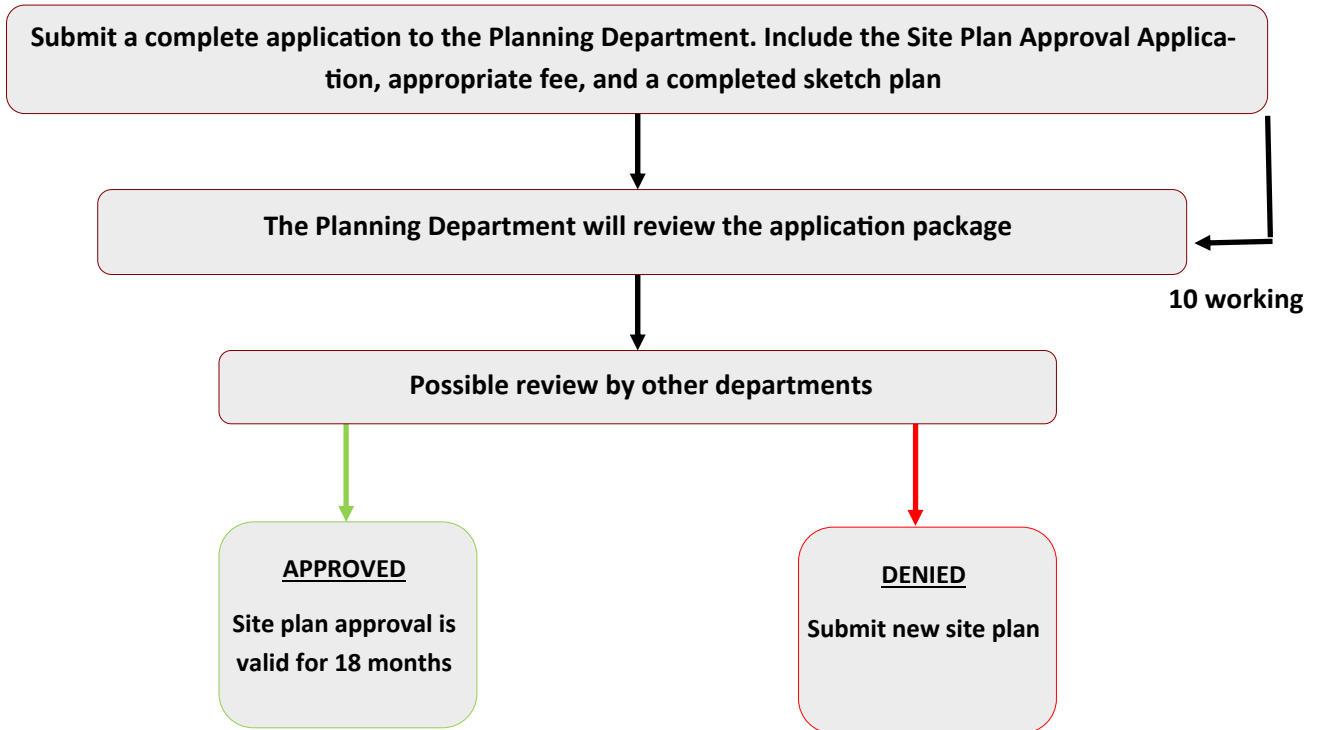 Submit a complete application to the Planning Department. Include the Site Plan Approval Applica-
tion, appropriate fee, and a completed sketch plan
The Planning Department will review the application package
10 working
Possible review by other departments
APPROVED
Site plan approval is
valid for 18 months
DENIED
Submit new site plan